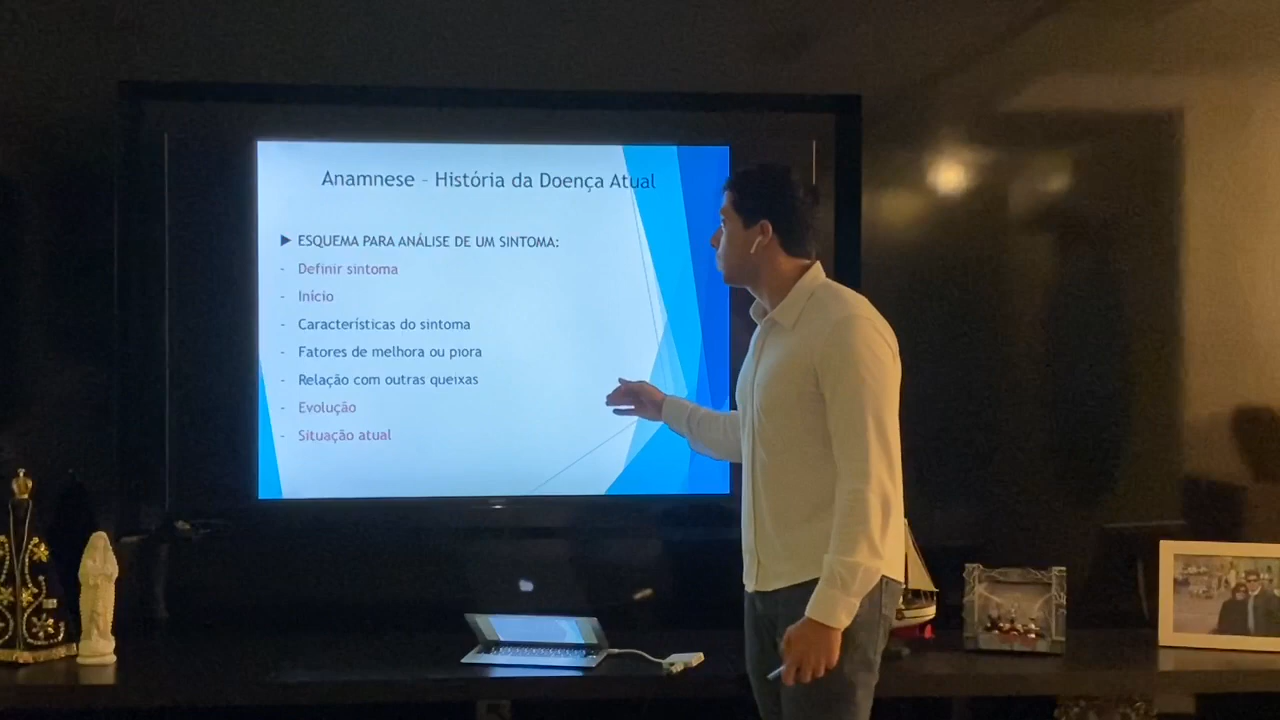 Anamnese – História da Doença Atual
▶ ESQUEMA PARA ANÁLISE DE UM SINTOMA:
- Definir sintoma
- Início
- Características do sintoma
- Fatores de melhora ou piora
- Relação com outras queixas
- Evolução
- Situação atual